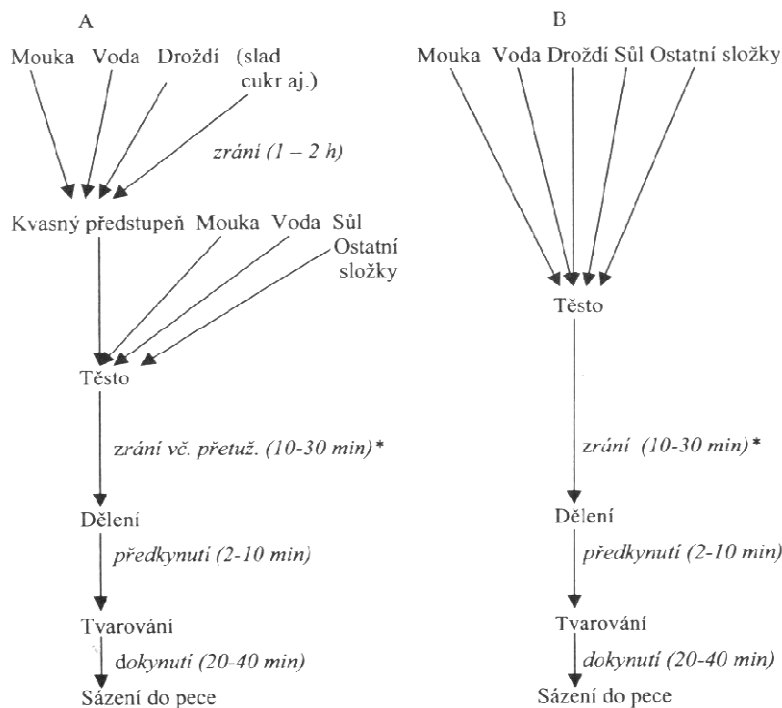 A
Mouka Voda Droždí (slad
cukr aj.)
zrání (1 – 2 h)
Kvasný předstupeň Mouka Voda Sůl
Ostatní
složky
Těsto
zrání vč. přetuž. (10-30 min)*
Dělení
předkynutí (2-10 min)
Tvarování
dokynutí (20-40 min)
Sázení do pece
B
Mouka Voda Droždí Sůl Ostatní složky
Těsto
zrání (10-30 min)*
Dělení
předkynutí (2-10 min)
Tvarování
dokynutí (20-40 min)
Sázení do pece